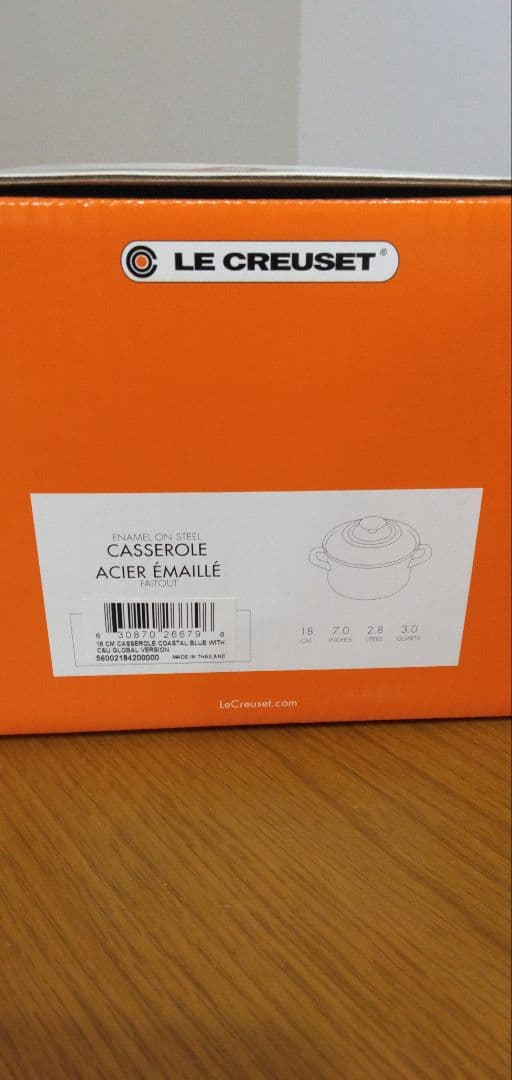 LE CREUSET®
ENAMEL ON STEEL
CASSEROLE
ACIER ÉMAILLÉ
FAITOUT
6 30870 26679 6
18 CM CASSEROLE COASTAL BLUE WITH
C&U GLOBAL VERSION
56002184200000 MADE IN THAILAND
18 7.0 2.8 3.0
CM INCHES LITERS QUARTS
LeCreuset.com